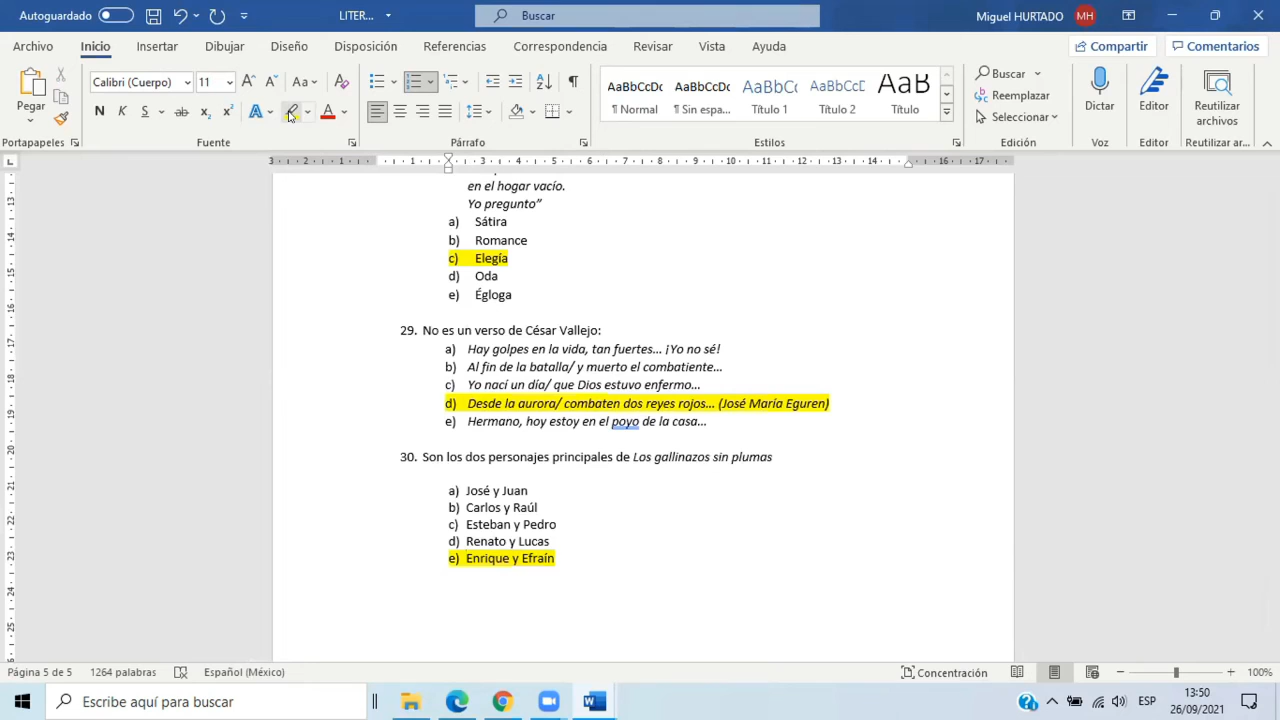 Autoguardado
LITER...
Buscar
Miguel HURTADO
MH
Archivo Inicio Insertar Dibujar Diseño Disposición Referencias Correspondencia Revisar Vista Ayuda
Compartir
Comentarios
Pegar
Calibri (Cuerpo)
11
Aa
N K S ab x₂ x²
A
AaBbCcDc AaBbCcDc AaBbCc AaBbCcC AaB
¶ Normal
¶ Sin espa...
Título 1
Título 2
Título
Buscar
Reemplazar
Seleccionar
Dictar
Editor
Reutilizar archivos
Portapapeles
Fuente
Párrafo
Estilos
Edición
Voz
Editor
Reutilizar ar...
en el hogar vacío.
Yo pregunto”
a) Sátira
b) Romance
c) Elegía
d) Oda
e) Égloga
29. No es un verso de César Vallejo:
a) Hay golpes en la vida, tan fuertes... ¡Yo no sé!
b) Al fin de la batalla/ y muerto el combatiente...
c) Yo nací un día/ que Dios estuvo enfermo...
d) Desde la aurora/ combaten dos reyes rojos... (José María Eguren)
e) Hermano, hoy estoy en el poyo de la casa...
30. Son los dos personajes principales de Los gallinazos sin plumas
a) José y Juan
b) Carlos y Raúl
c) Esteban y Pedro
d) Renato y Lucas
e) Enrique y Efraín
Página 5 de 5
1264 palabras
Español (México)
Concentración
100%
Escribe aquí para buscar
ESP
13:50
26/09/2021